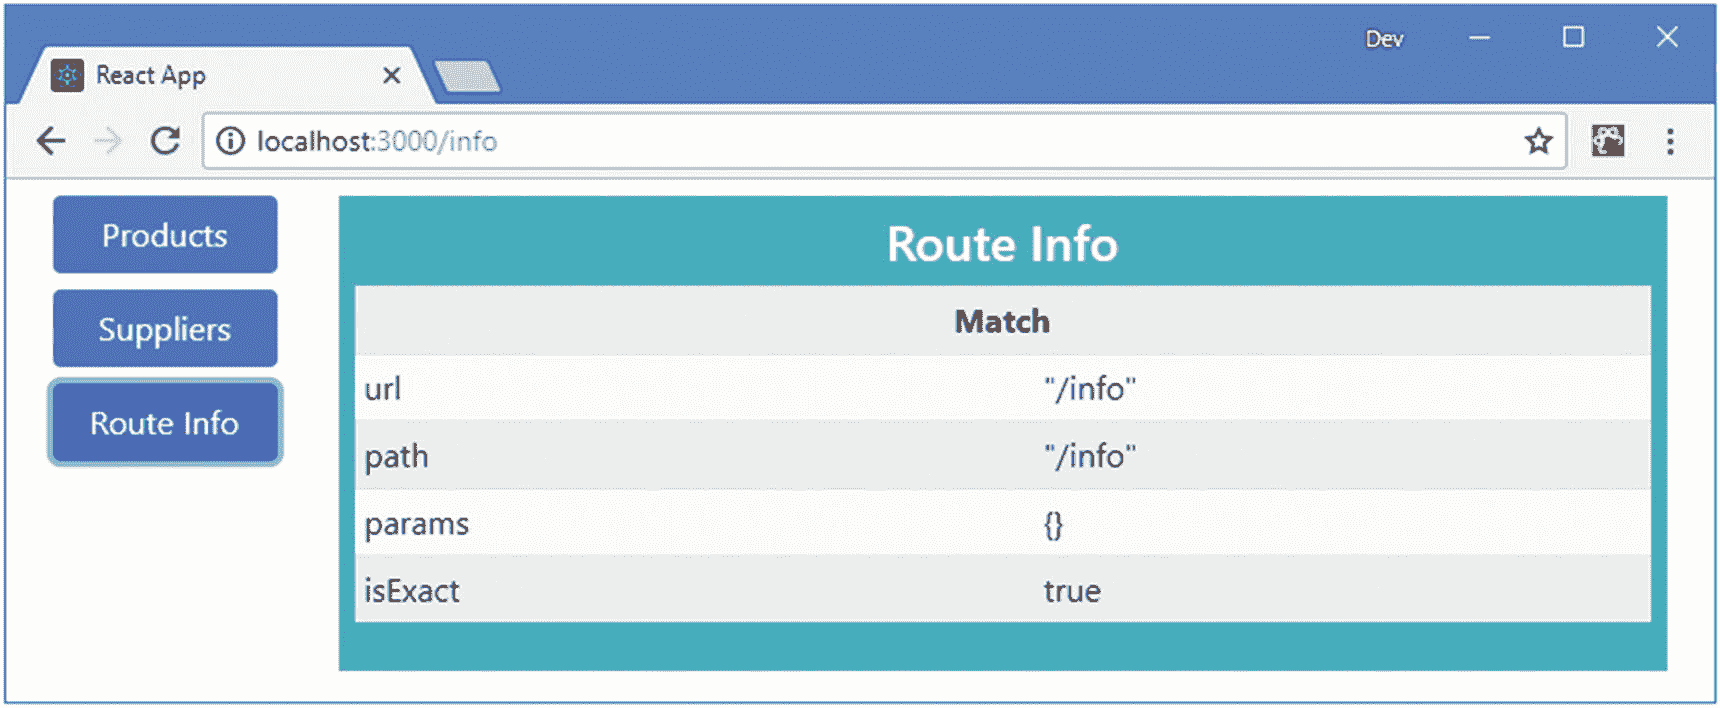 Dev
React App
localhost:3000/info
Products
Suppliers
Route Info
Route Info
Match
url "/info"
path "/info"
params {}
isExact true